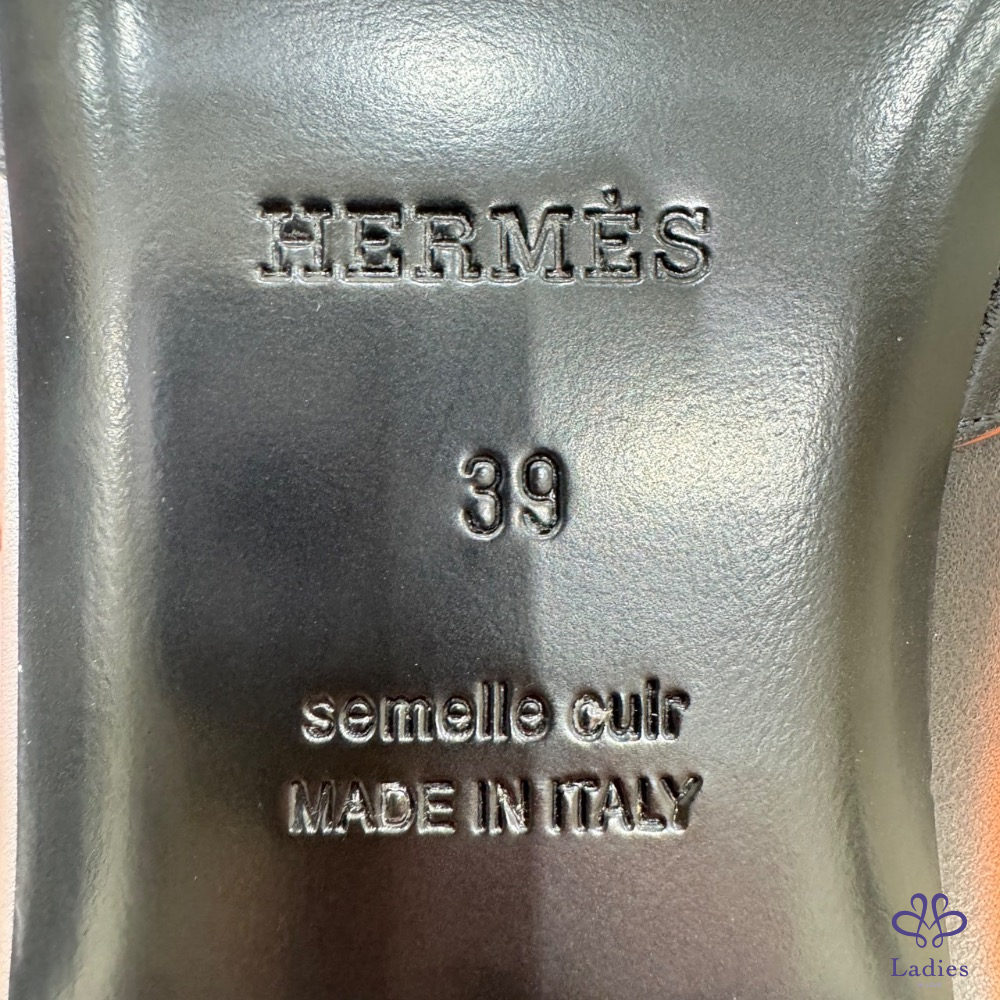 HERMÈS
39
semelle cuir
MADE IN ITALY
Ladies